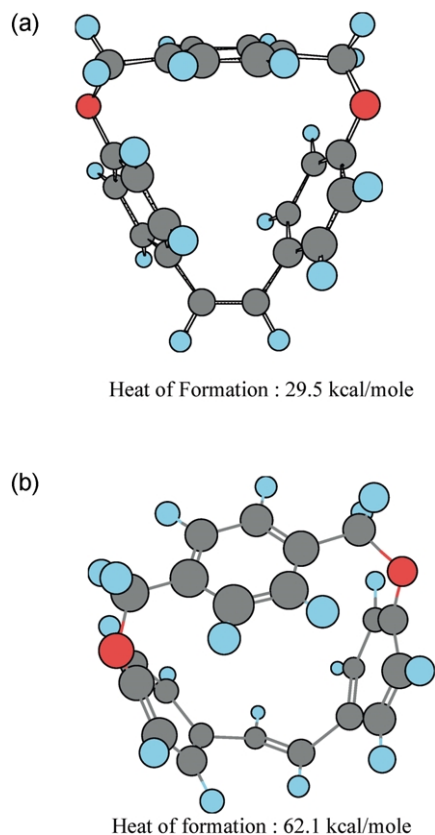 (a)
Heat of Formation : 29.5 kcal/mole
(b)
Heat of formation : 62.1 kcal/mole